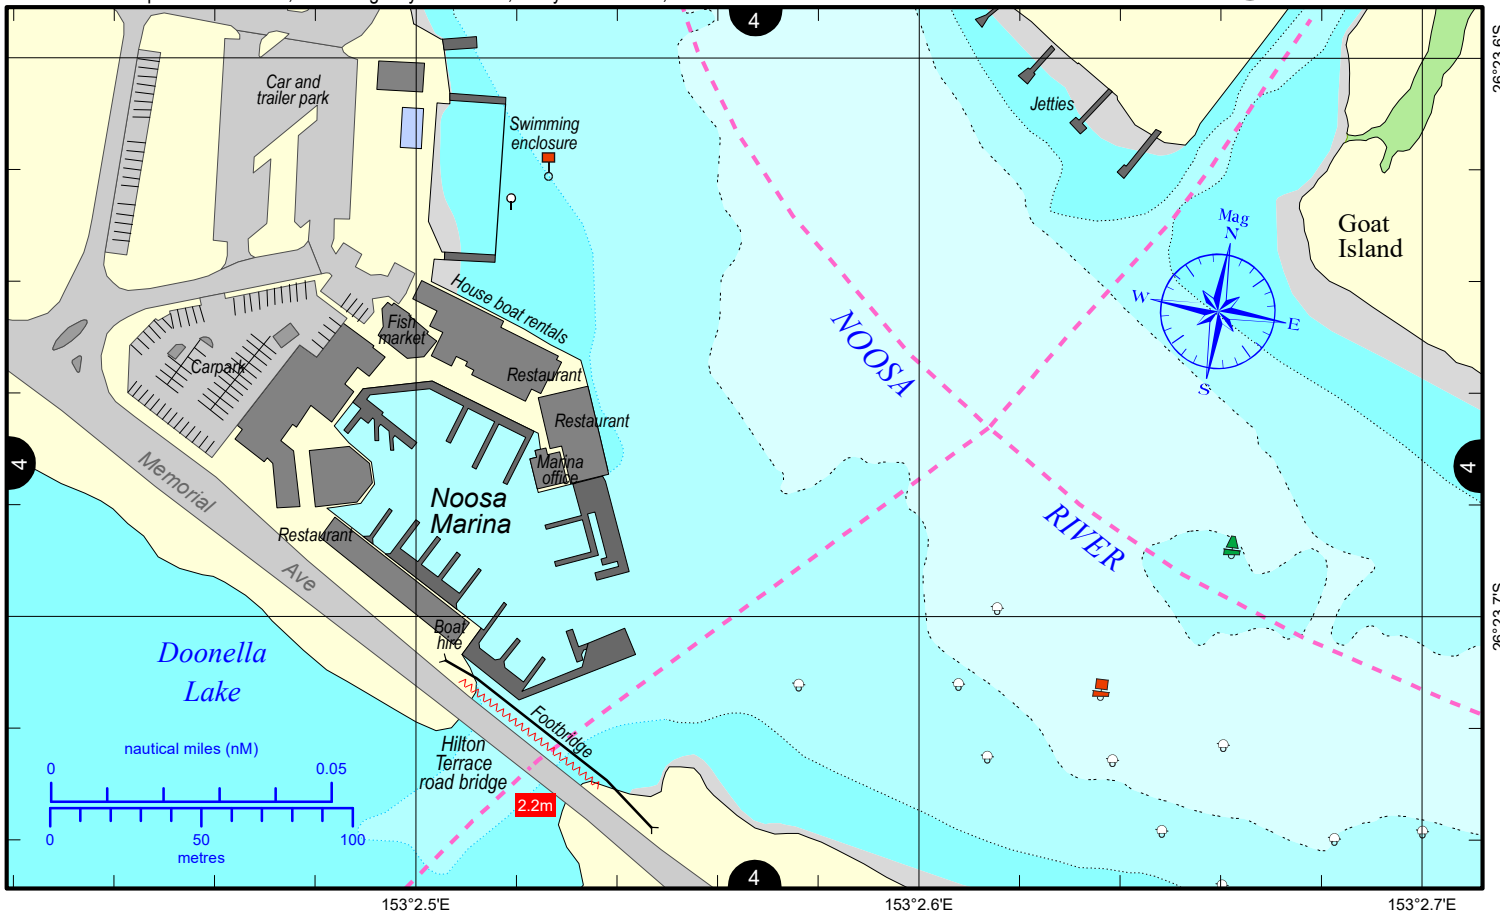 4
26°23.6'S
Car and
trailer park
Swimming
enclosure
Jetties
Goat
Island
Mag
N
W
E
S
House boat rentals
Fish
market
NOOSA
Carpark
Restaurant
Restaurant
Marina
office
4
4
Memorial
Noosa
Marina
RIVER
Restaurant
Ave
26°23.7'S
Boat
hire
Doonella
Lake
Footbridge
Hilton
Terrace
road bridge
nautical miles (nM)
0
0.05
2.2m
0
50
100
metres
4
153°2.5'E
153°2.6'E
153°2.7'E